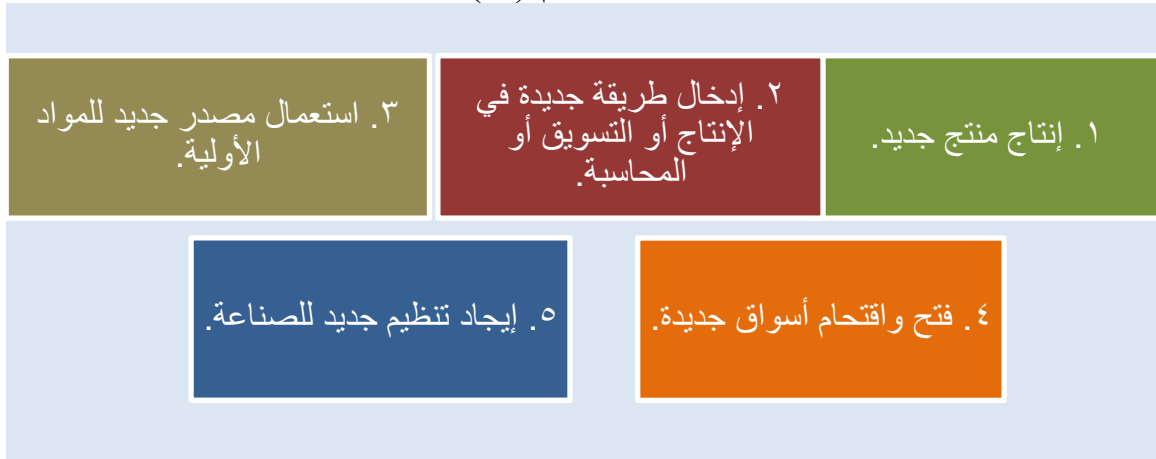 ١. إنتاج منتج جديد.
٢. إدخال طريقة جديدة في
الإنتاج أو التسويق أو
المحاسبة.
٣. استعمال مصدر جديد للمواد
الأولية.
٤. فتح واقتحام أسواق جديدة.
٥. إيجاد تنظيم جديد للصناعة.